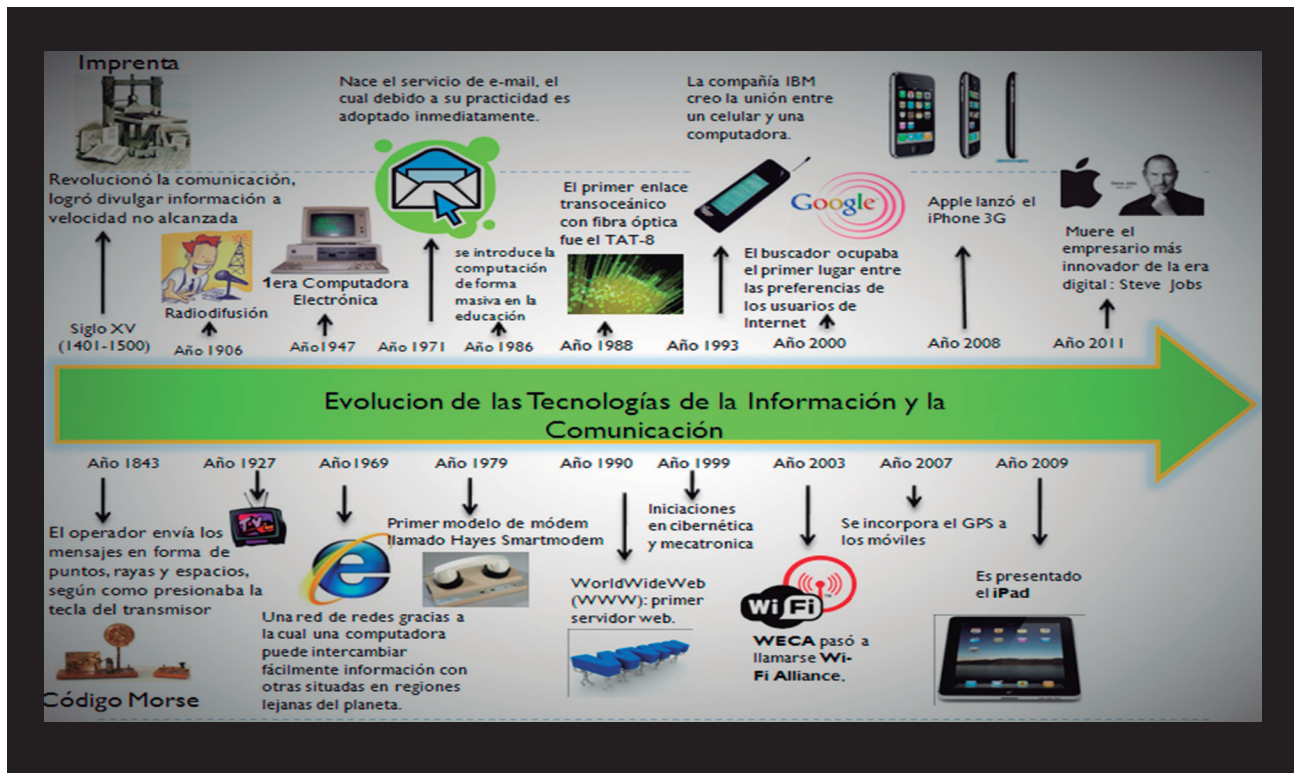 Imprenta
Revolucionó la comunicación,
logró divulgar información a
velocidad no alcanzada
Siglo XV
(1401-1500)
Radiodifusión
Año 1906
1era Computadora
Electrónica
Año1947
Nace el servicio de e-mail, el
cual debido a su practicidad es
adoptado inmediatamente.
Año 1971
se introduce la
computación
de forma
masiva en la
educación
Año 1986
El primer enlace
transoceánico
con fibra óptica
fue el TAT-8
Año 1988
La compañía IBM
creo la unión entre
un celular y una
computadora.
Año 1993
Google
El buscador ocupaba
el primer lugar entre
las preferencias de
los usuarios de
Internet
Año 2000
Apple lanzó el
iPhone 3G
Año 2008
Steve Jobs
Muere el
empresario más
innovador de la era
digital : Steve Jobs
Año 2011
Evolucion de las Tecnologías de la Información y la
Comunicación
Año 1843
El operador envía los
mensajes en forma de
puntos, rayas y espacios,
según como presionaba la
tecla del transmisor
Código Morse
Año 1927
Año1969
Una red de redes gracias a
la cual una computadora
puede intercambiar
fácilmente información con
otras situadas en regiones
lejanas del planeta.
Año 1979
Primer modelo de módem
llamado Hayes Smartmodem
Año 1990
WorldWideWeb
(WWW): primer
servidor web.
Año 1999
Iniciaciones
en cibernética
y mecatronica
Año 2003
Wi Fi
WECA pasó a
llamarse Wi-
Fi Alliance.
Año 2007
Se incorpora el GPS a
los móviles
Año 2009
Es presentado
el iPad